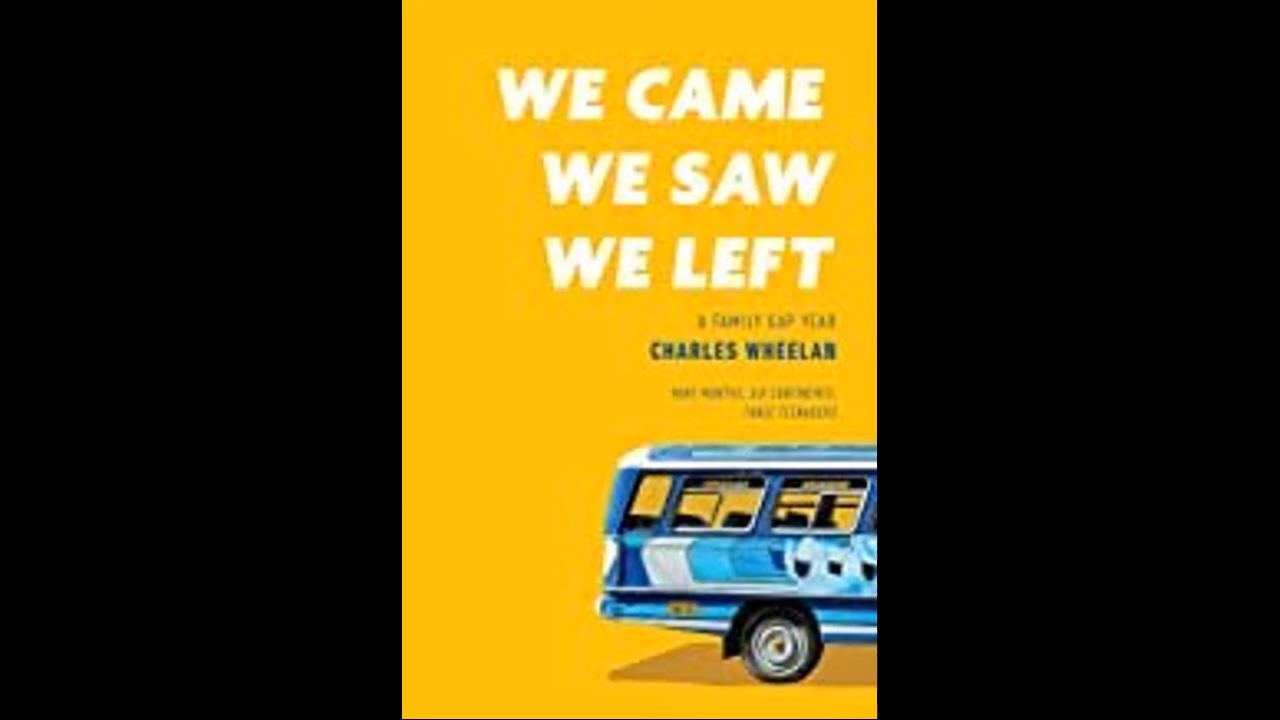 WE CAME
WE SAW
WE LEFT
A FAMILY GAP YEAR
CHARLES WHEELAN
NINE MONTHS, SIX CONTINENTS,
THREE TEENAGERS